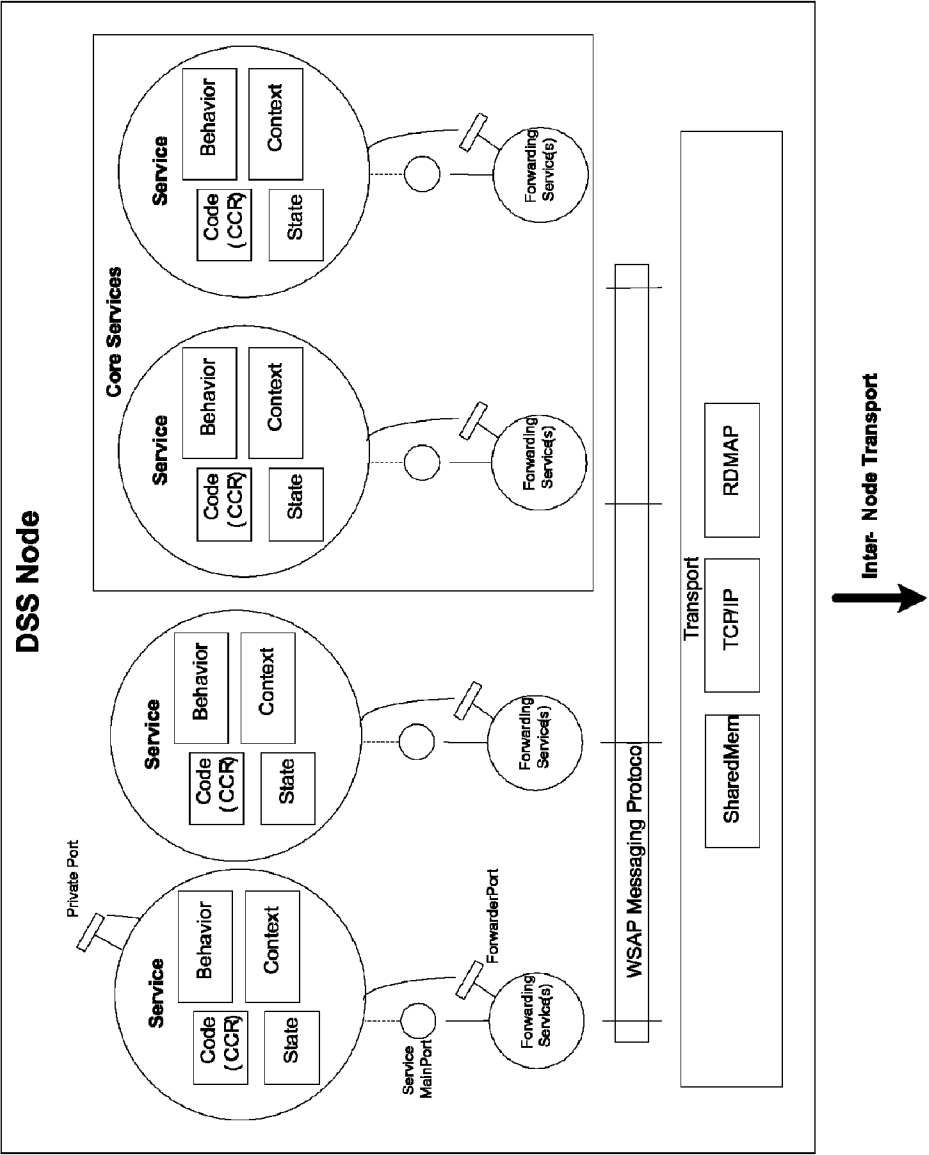 DSS Node
Private Port
Core Services
Service
Code
(CCR)
Behavior
State
Context
Service
Code
(CCR)
Behavior
State
Context
Service
Code
(CCR)
Behavior
State
Context
Service
Code
(CCR)
Behavior
State
Context
Service
MainPort
ForwarderPort
Forwarding
Service(s)
Forwarding
Service(s)
Forwarding
Service(s)
Forwarding
Service(s)
WSAP Messaging Protocol
Transport
SharedMem
TCP/IP
RDMAP
Inter- Node Transport